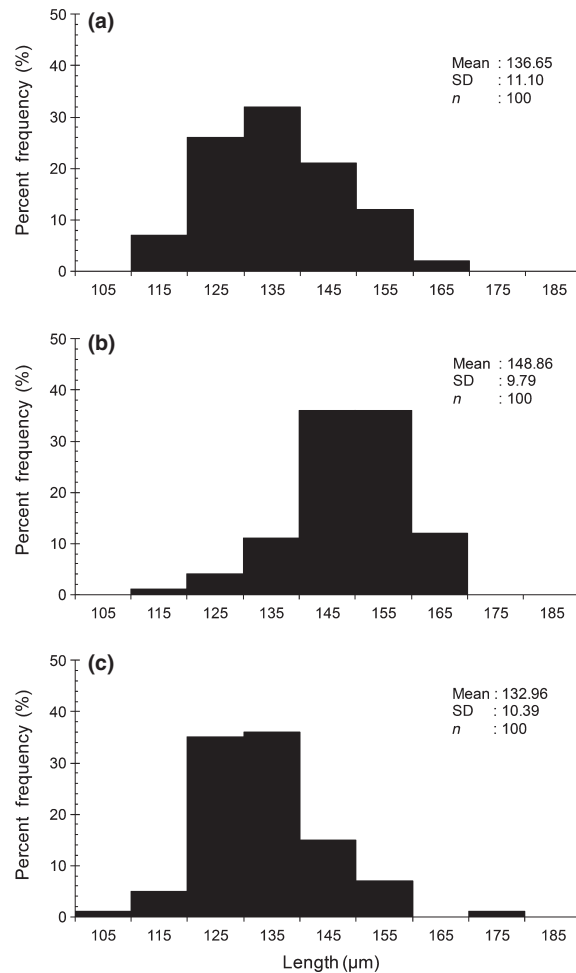 (a)
Percent frequency (%)
50
40
30
20
10
0
Mean : 136.65
SD : 11.10
n : 100
105 115 125 135 145 155 165 175 185
(b)
Percent frequency (%)
50
40
30
20
10
0
Mean : 148.86
SD : 9.79
n : 100
105 115 125 135 145 155 165 175 185
(c)
Percent frequency (%)
50
40
30
20
10
0
Mean : 132.96
SD : 10.39
n : 100
105 115 125 135 145 155 165 175 185
Length (µm)